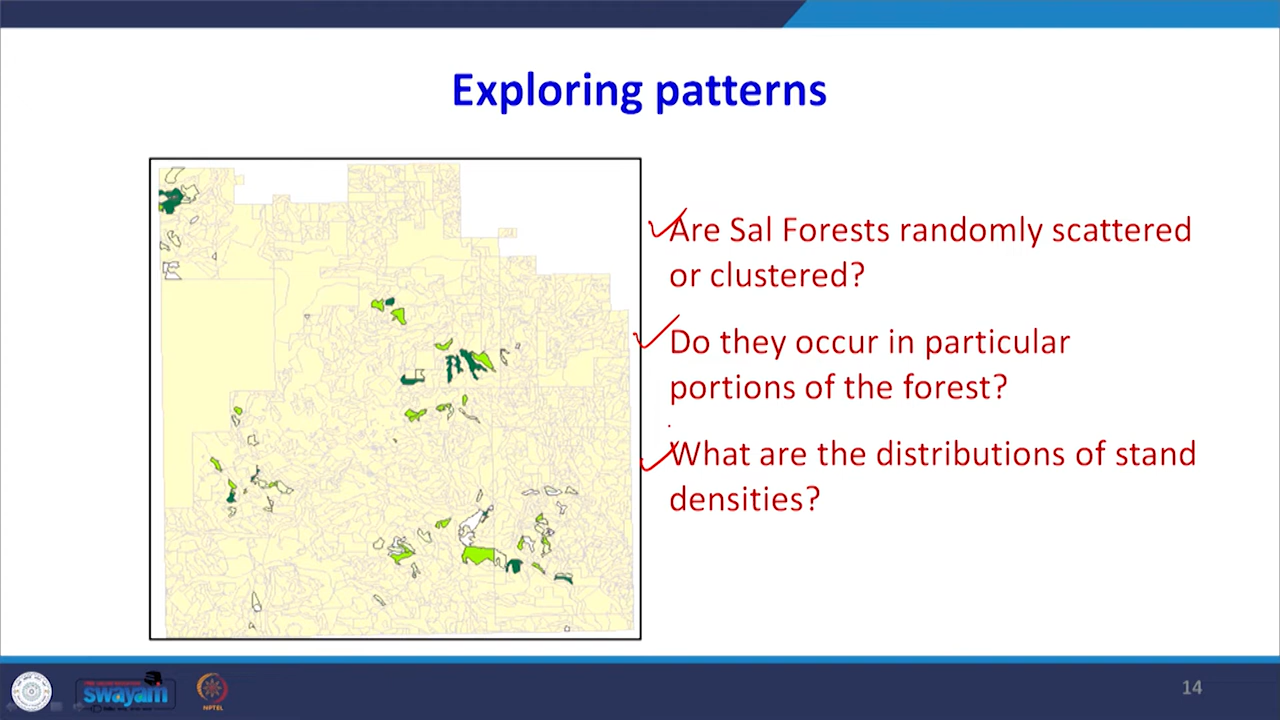 Exploring patterns
Are Sal Forests randomly scattered
or clustered?
Do they occur in particular
portions of the forest?
What are the distributions of stand
densities?
swayam
NPTEL
14